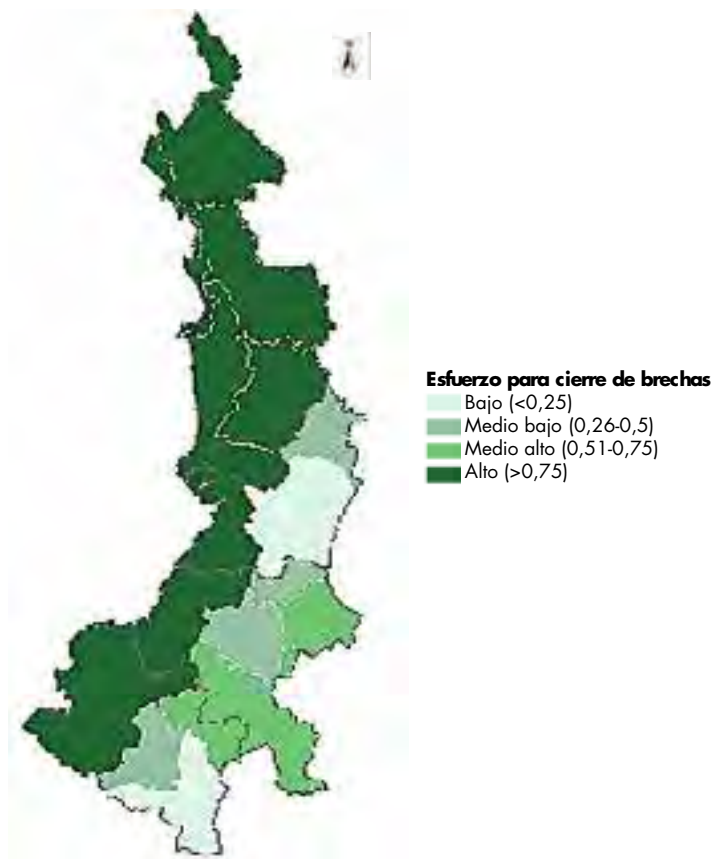 Esfuerzo para cierre de brechas
Bajo (<0,25)
Medio bajo (0,26-0,5)
Medio alto (0,51-0,75)
Alto (>0,75)